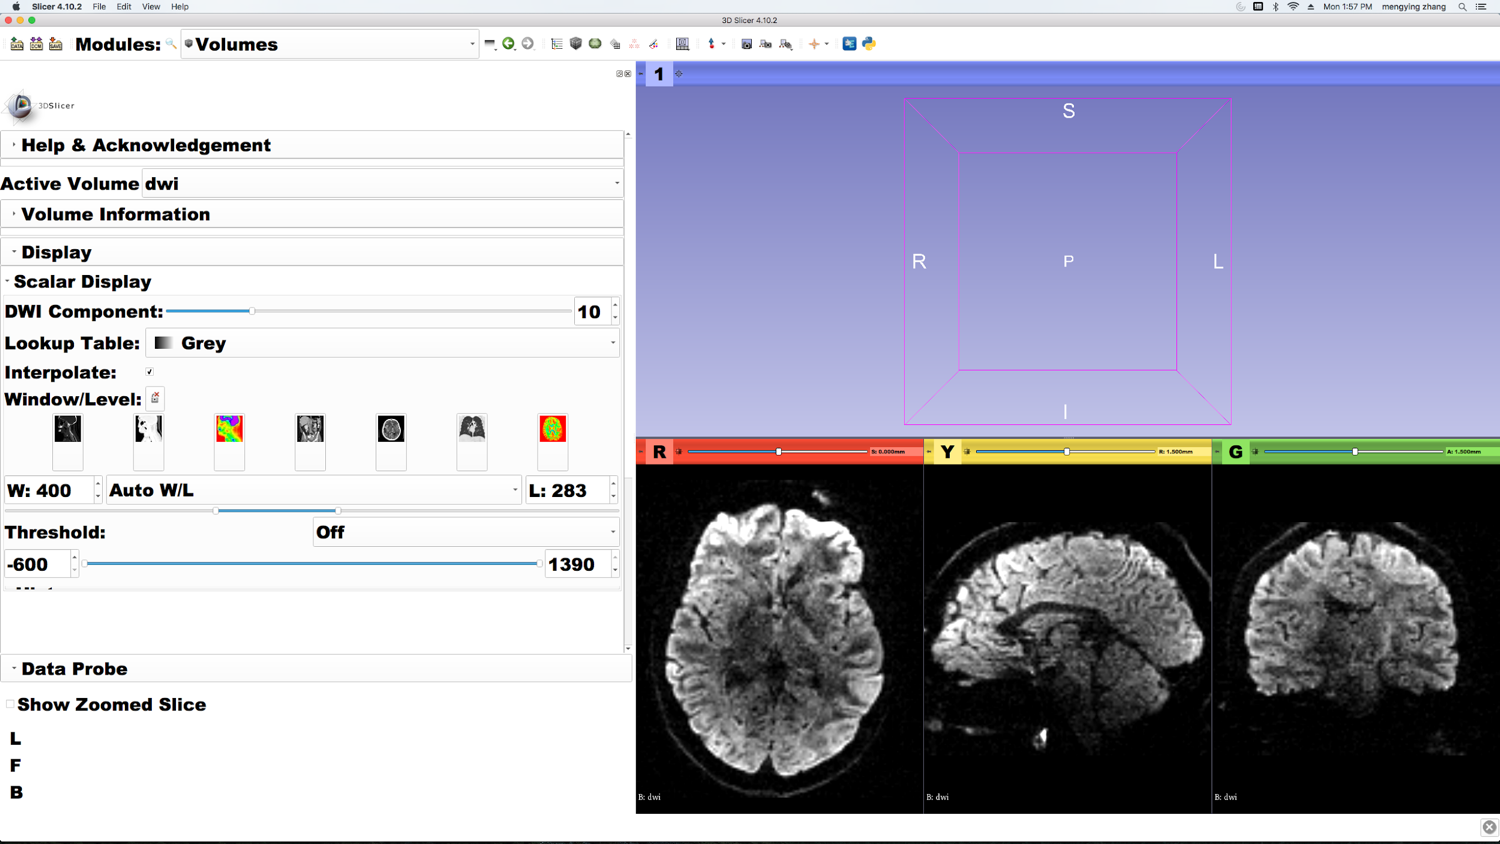 Slicer 4.10.2 File Edit View Help
Mon 1:57 PM mengying zhang
3D Slicer 4.10.2
DATA DCM SAVE Modules: Volumes
1
3DSlicer
Help & Acknowledgement
Active Volume dwi
Volume Information
Display
Scalar Display
DWI Component: 10
Lookup Table: Grey
Interpolate:
Window/Level:
W: 400 Auto W/L L: 283
Threshold: Off
-600 1390
Data Probe
Show Zoomed Slice
L
F
B
S
R P L
I
R S: 0.000mm
Y R: 1.500mm
G A: 1.500mm
B: dwi
B: dwi
B: dwi